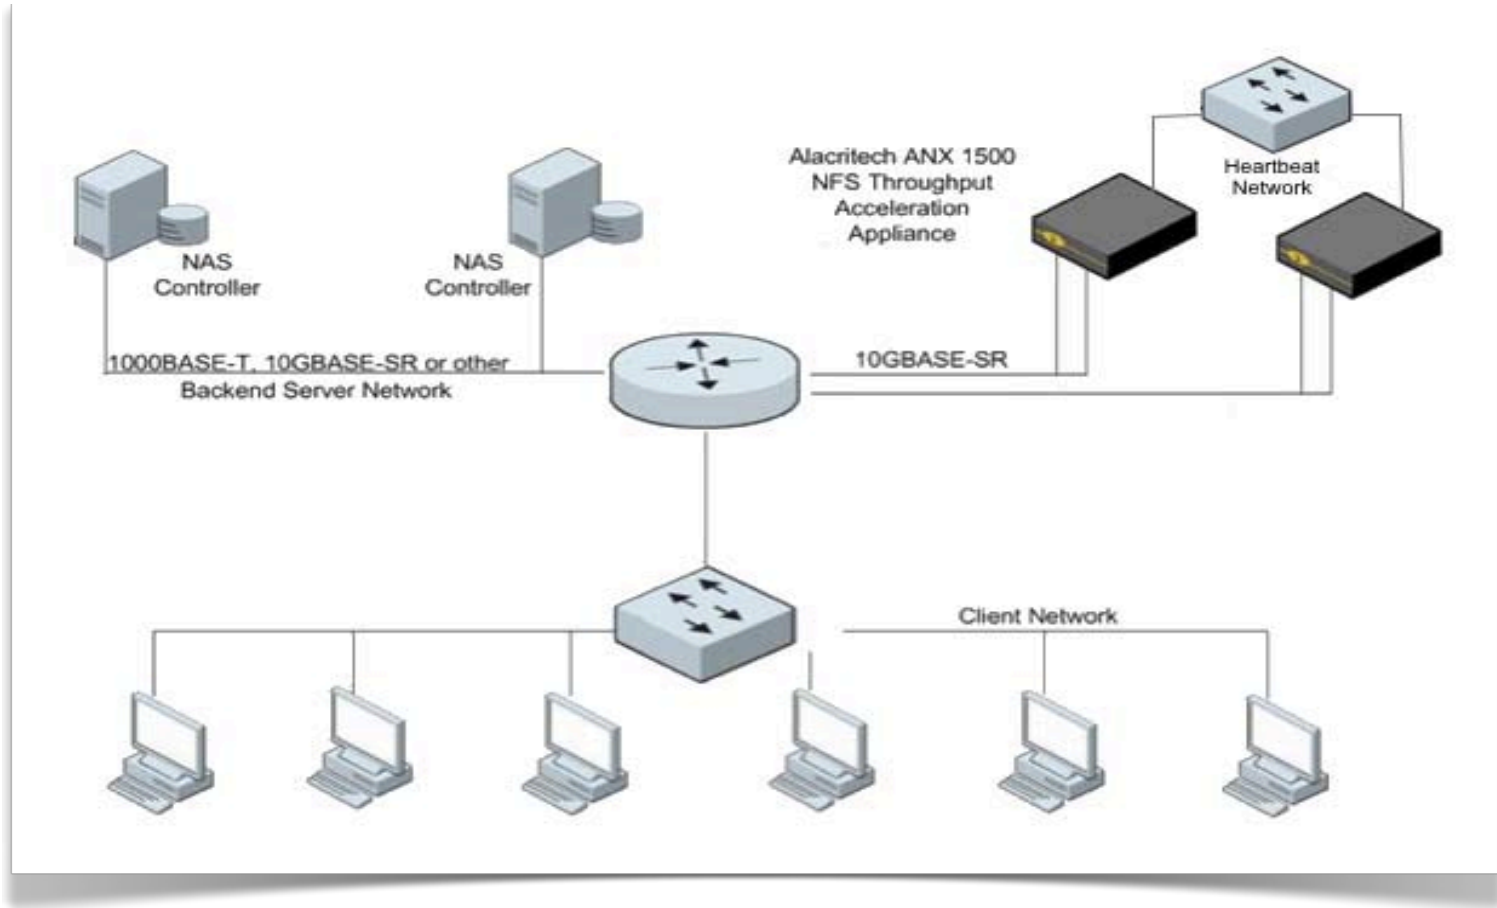 Alacritech ANX 1500
NFS Throughput
Acceleration
Appliance
Heartbeat
Network
NAS
Controller
NAS
Controller
1000BASE-T, 10GBASE-SR or other
Backend Server Network
10GBASE-SR
Client Network